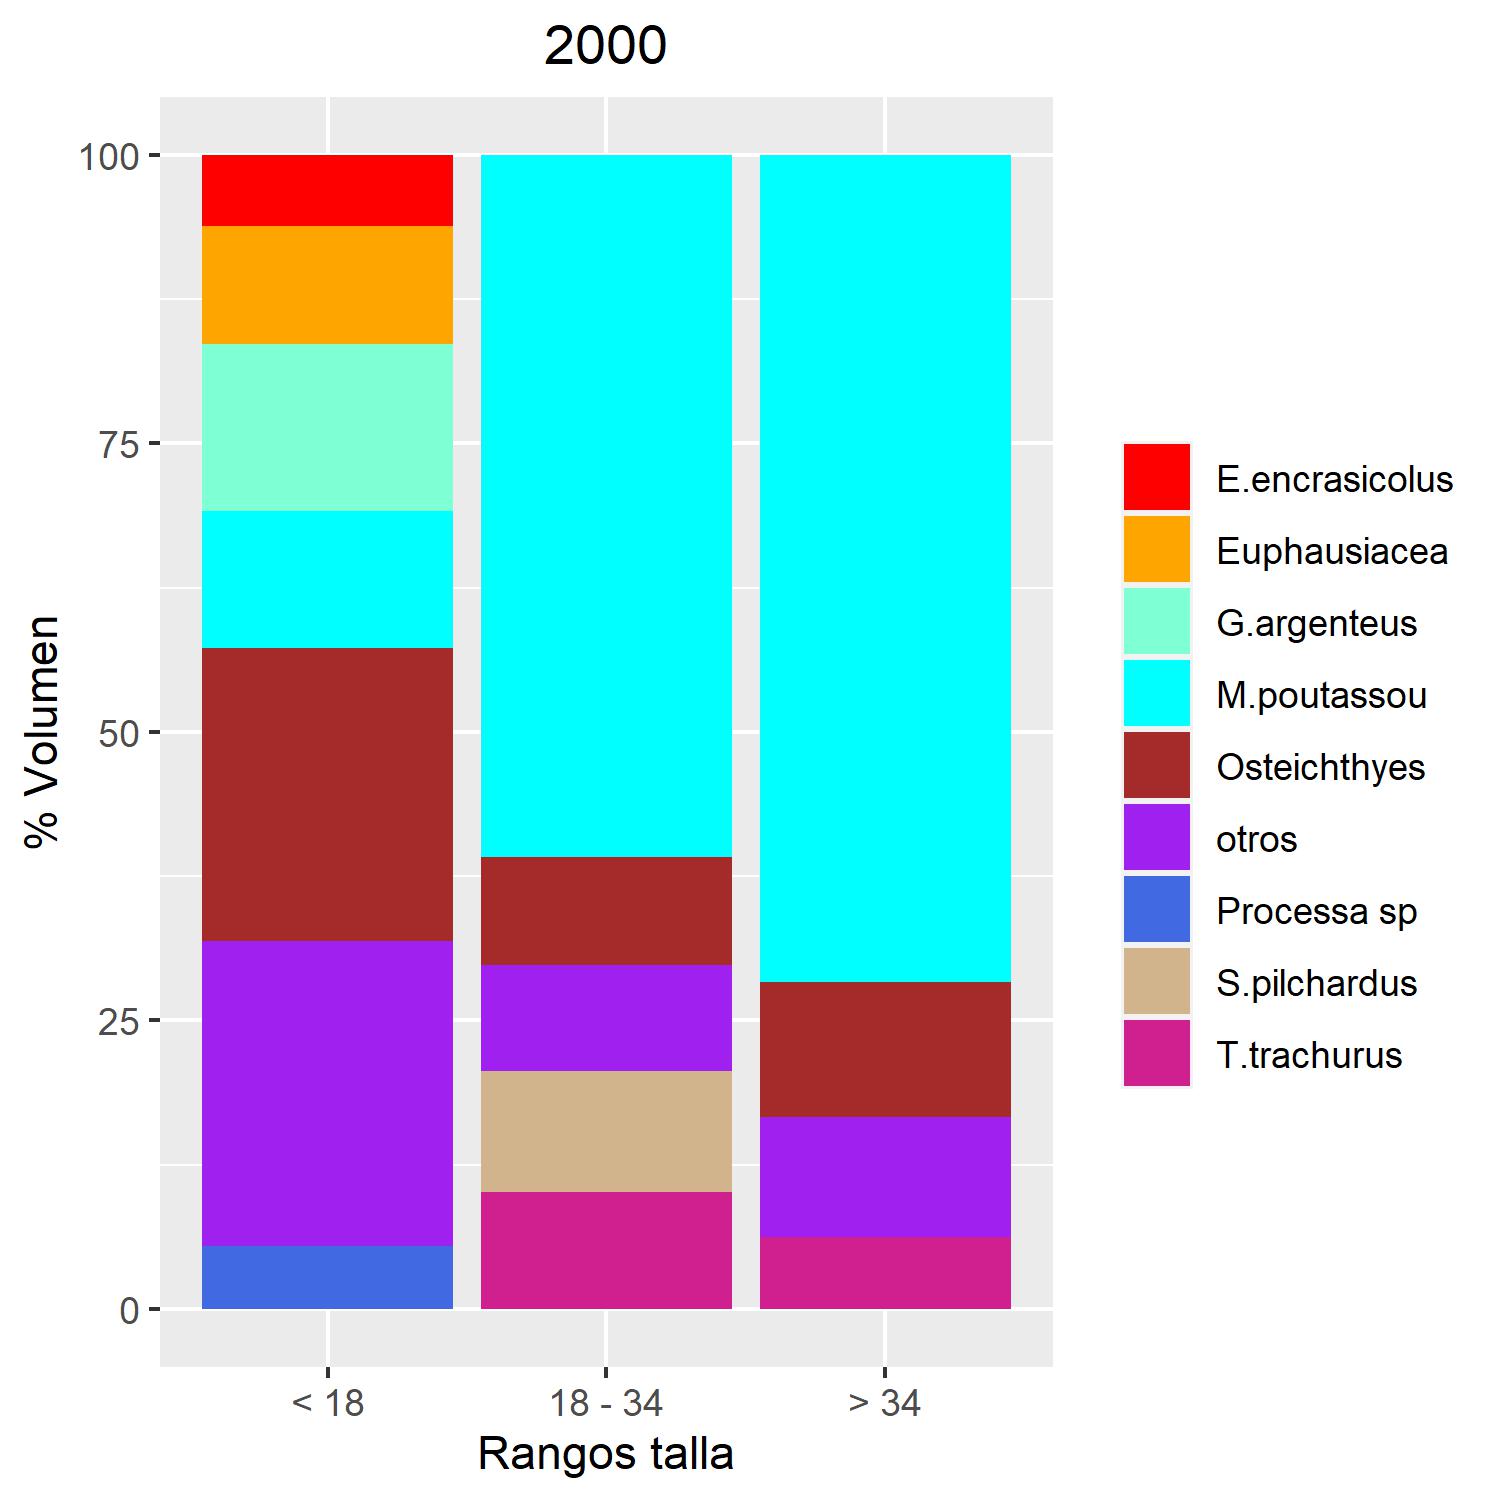 2000
% Volumen
100
75
50
25
0
< 18
18 - 34
> 34
Rangos talla
E.encrasicolus
Euphausiacea
G.argenteus
M.poutassou
Osteichthyes
otros
Processa sp
S.pilchardus
T.trachurus